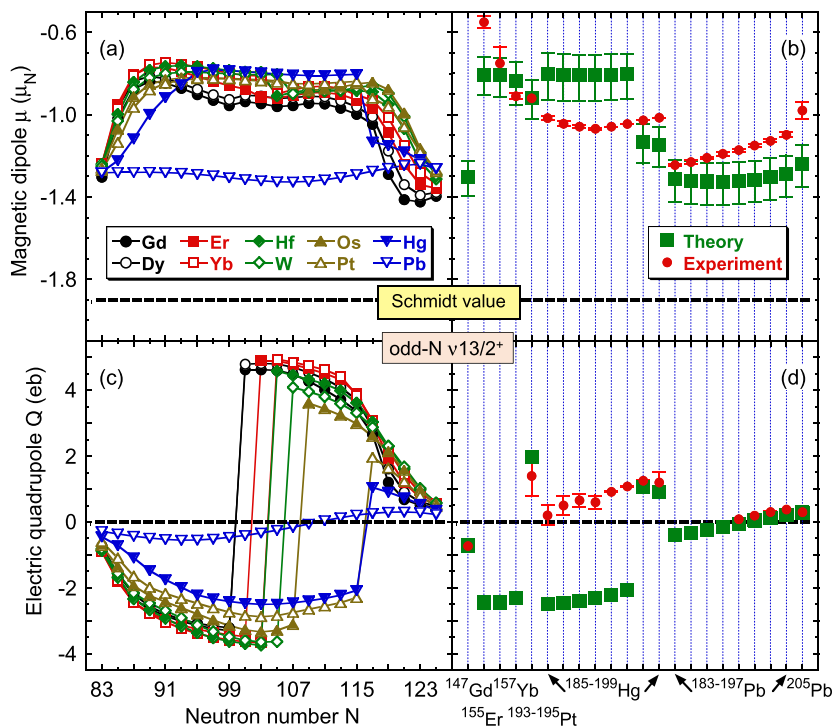 (a)
(b)
Magnetic dipole μ (μN)
-0.6
-1.0
-1.4
-1.8
Gd Er Hf Os Hg
Dy Yb W Pt Pb
Theory
Experiment
Schmidt value
odd-N ν13/2+
(c)
(d)
Electric quadrupole Q (eb)
4
2
0
-2
-4
83 91 99 107 115 123
Neutron number N
147Gd 157Yb 185-199Hg 183-197Pb 205Pb
155Er 193-195Pt